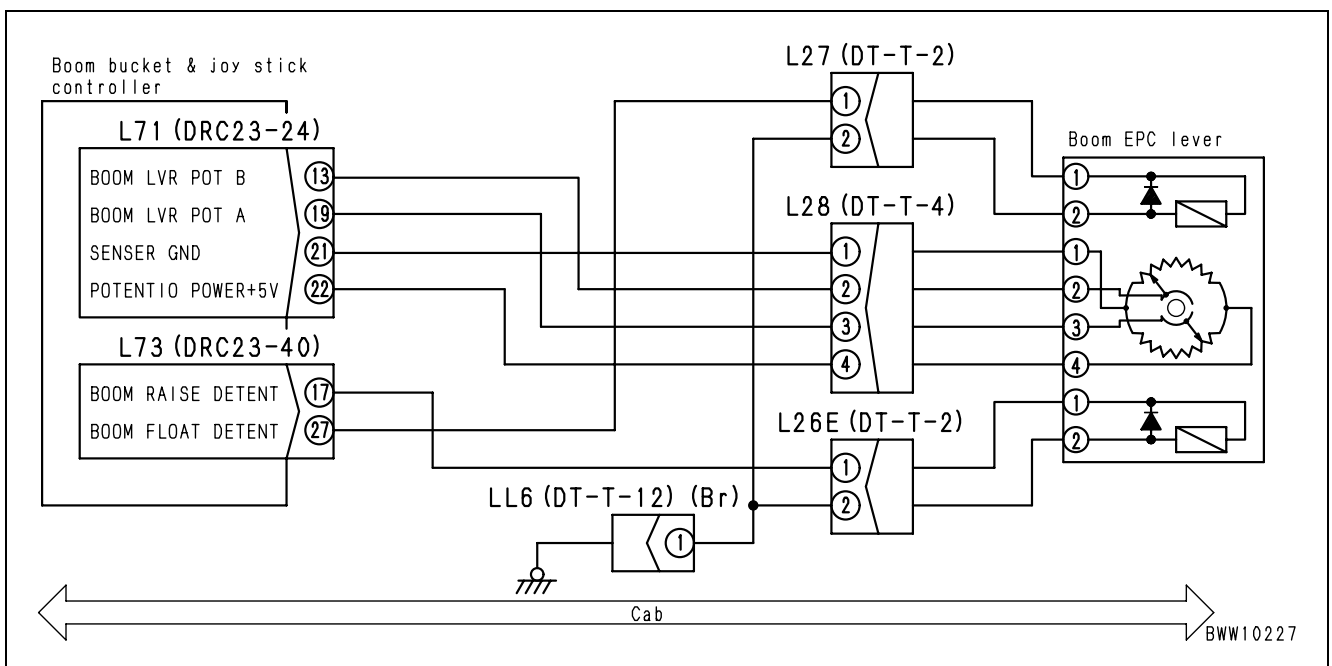 Boom bucket & joy stick
controller
L71 (DRC23-24)
BOOM LVR POT B 13
BOOM LVR POT A 19
SENSER GND 21
POTENTIO POWER+5V 22
L73 (DRC23-40)
BOOM RAISE DETENT 17
BOOM FLOAT DETENT 27
L27 (DT-T-2)
1
2
L28 (DT-T-4)
1
2
3
4
L26E (DT-T-2)
1
2
LL6 (DT-T-12) (Br)
1
Boom EPC lever
1
2
1
2
3
4
1
2
Cab
BWW10227